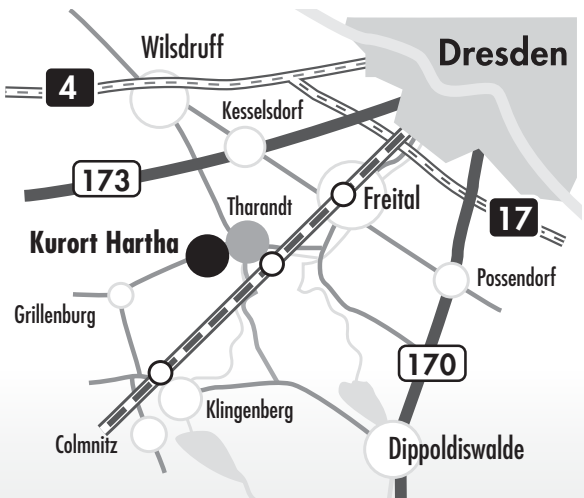 Wilsdruff
Dresden
4
Kesselsdorf
173
Freital
Tharandt
17
Kurort Hartha
Possendorf
Grillenburg
170
Klingenberg
Colmnitz
Dippoldiswalde